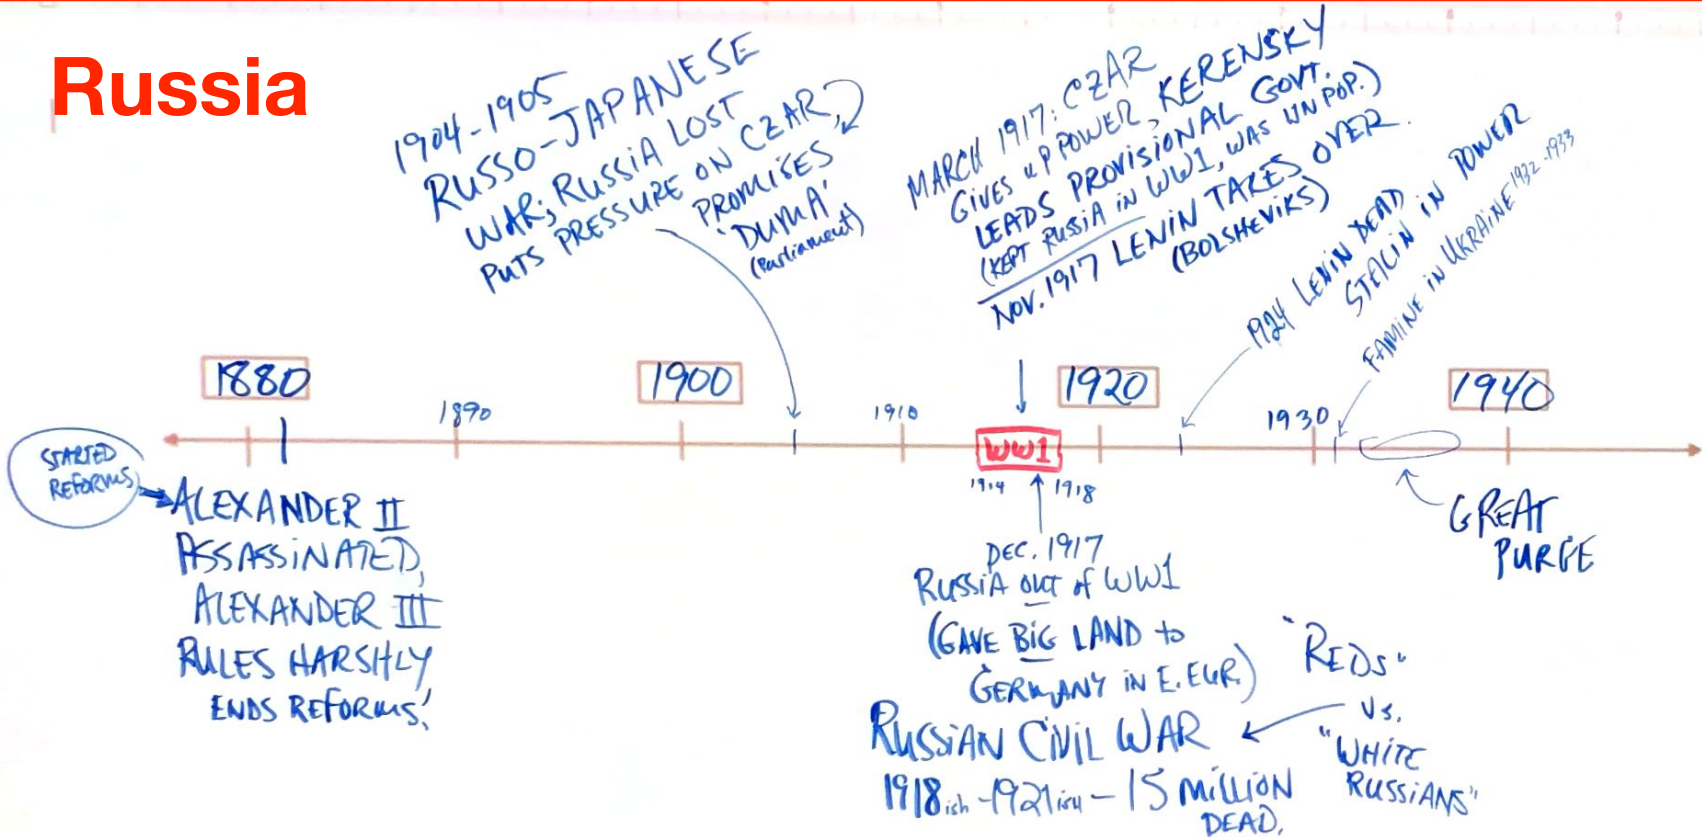 Russia
1904-1905
RUSSO-JAPANESE
WAR; RUSSIA LOST
PUTS PRESSURE ON CZAR,
PROMISES
'DUMA'
(Parliament)
MARCH 1917: CZAR
GIVES UP POWER, KERENSKY
LEADS PROVISIONAL GOVT.
(KEPT RUSSIA IN WW1, WAS UNPOP.)
NOV. 1917 LENIN TAKES OVER.
(BOLSHEVIKS)
1924 LENIN DEAD
STALIN IN POWER
FAMINE IN UKRAINE 1932-1933
1880
1890
1900
1910
1920
1930
1940
WW1
1914
1918
STARTED
REFORMS
ALEXANDER II
ASSASSINATED,
ALEXANDER III
RULES HARSHLY
ENDS REFORMS!
DEC. 1917
RUSSIA out of WW1
(GAVE BIG LAND to
GERMANY IN E. EUR.)
RUSSIAN CIVIL WAR
1918ish-1921ish - 15 MILLION
DEAD.
"REDS"
Vs.
"WHITE
RUSSIANS"
GREAT
PURGE